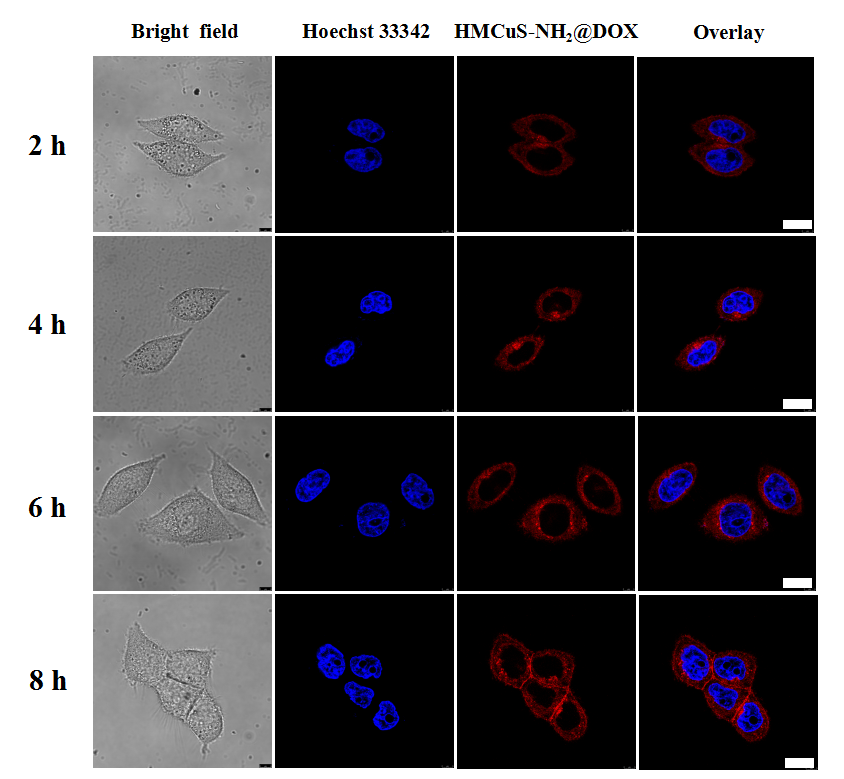 Bright field Hoechst 33342 HMCuS-NH₂@DOX Overlay
2 h
4 h
6 h
8 h